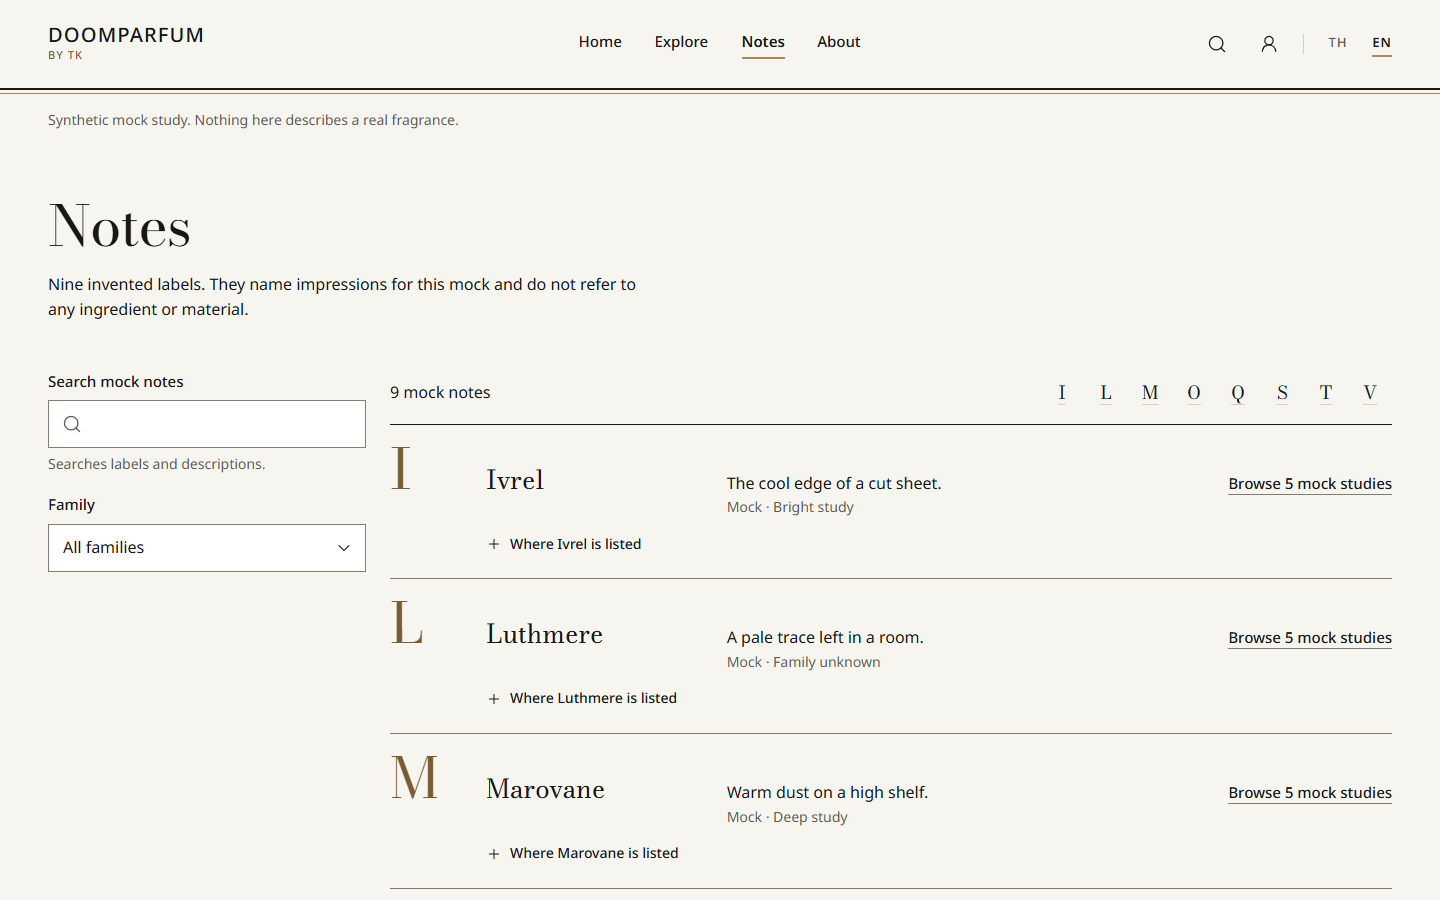 DOOMPARFUM
BY TK
Home Explore Notes About
TH EN
Synthetic mock study. Nothing here describes a real fragrance.
Notes
Nine invented labels. They name impressions for this mock and do not refer to
any ingredient or material.
Search mock notes
Searches labels and descriptions.
Family
All families
9 mock notes
I L M O Q S T V
I
Ivrel
The cool edge of a cut sheet.
Mock · Bright study
Browse 5 mock studies
+ Where Ivrel is listed
L
Luthmere
A pale trace left in a room.
Mock · Family unknown
Browse 5 mock studies
+ Where Luthmere is listed
M
Marovane
Warm dust on a high shelf.
Mock · Deep study
Browse 5 mock studies
+ Where Marovane is listed